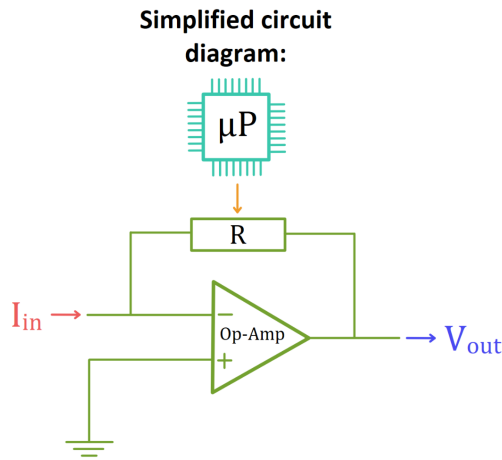 Simplified circuit
diagram:
μP
R
Iin
−
Op-Amp
+
Vout